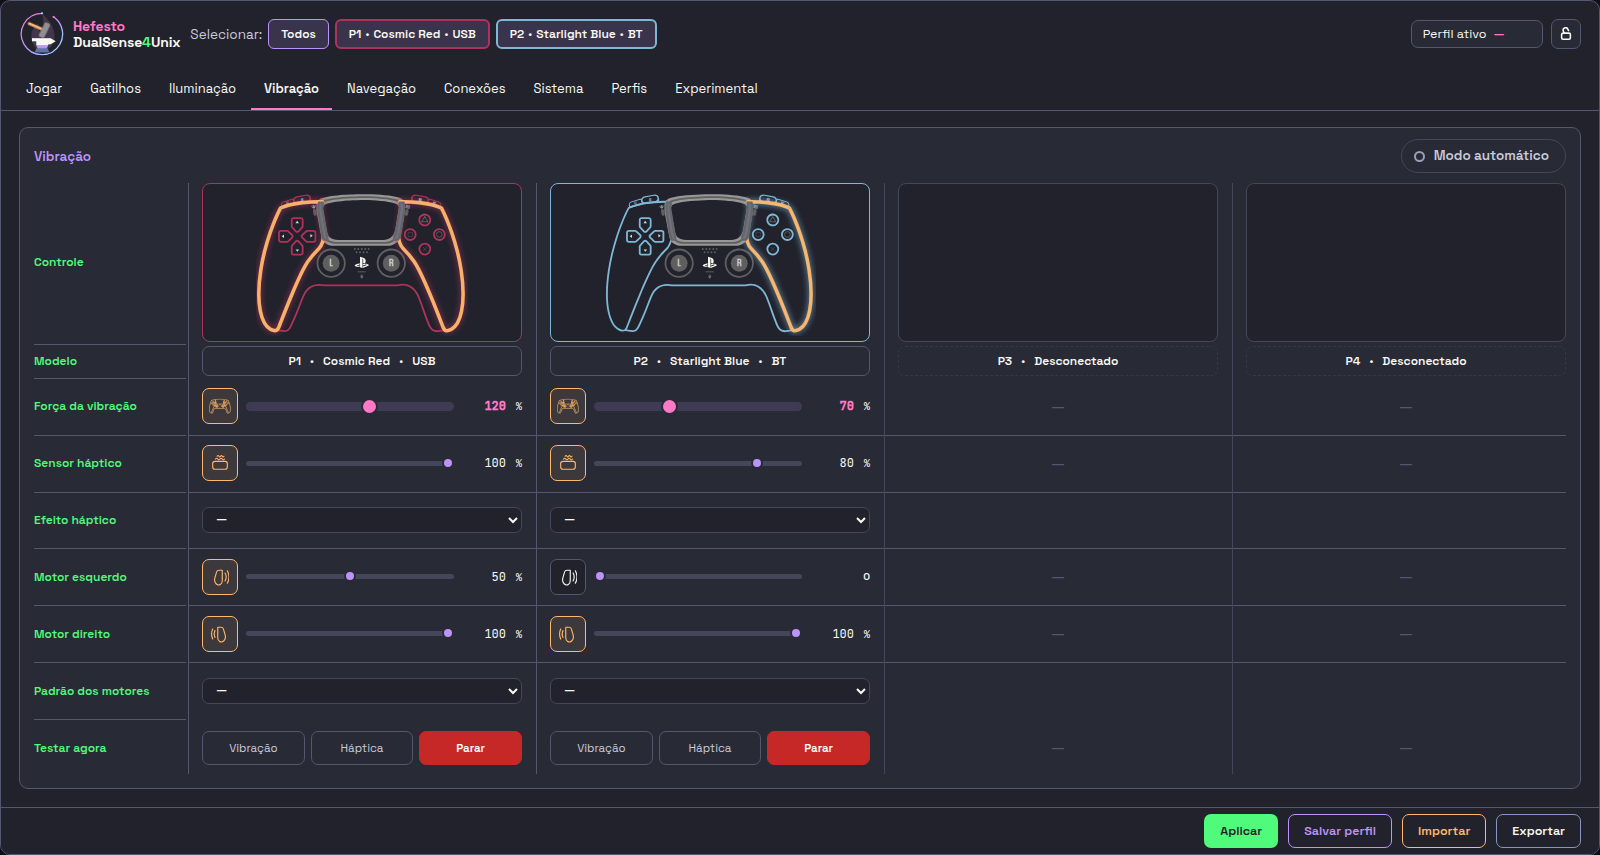 Hefesto
DualSense4Unix
Selecionar: Todos P1 • Cosmic Red • USB P2 • Starlight Blue • BT
Perfil ativo —
Jogar Gatilhos Iluminação Vibração Navegação Conexões Sistema Perfis Experimental
Vibração
Modo automático
Controle
L R L R
Modelo P1 • Cosmic Red • USB P2 • Starlight Blue • BT P3 • Desconectado P4 • Desconectado
Força da vibração 120 % 70 % — —
Sensor háptico 100 % 80 % — —
Efeito háptico — —
Motor esquerdo 50 % 0 — —
Motor direito 100 % 100 % — —
Padrão dos motores — —
Testar agora Vibração Háptica Parar Vibração Háptica Parar — —
Aplicar Salvar perfil Importar Exportar